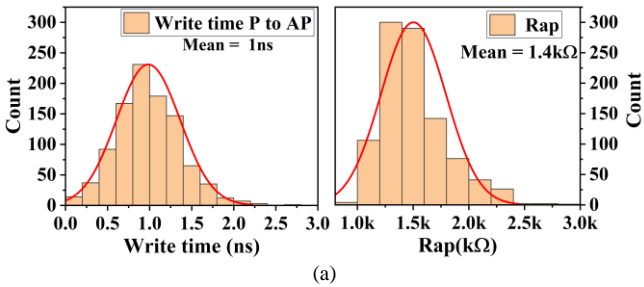 Write time P to AP
Mean = 1ns
Count
300
250
200
150
100
50
0
0.0 0.5 1.0 1.5 2.0 2.5 3.0
Write time (ns)
Rap
Mean = 1.4kΩ
300
250
200
150
100
50
0
Count
1.0k 1.5k 2.0k 2.5k 3.0k
Rap(kΩ)
(a)